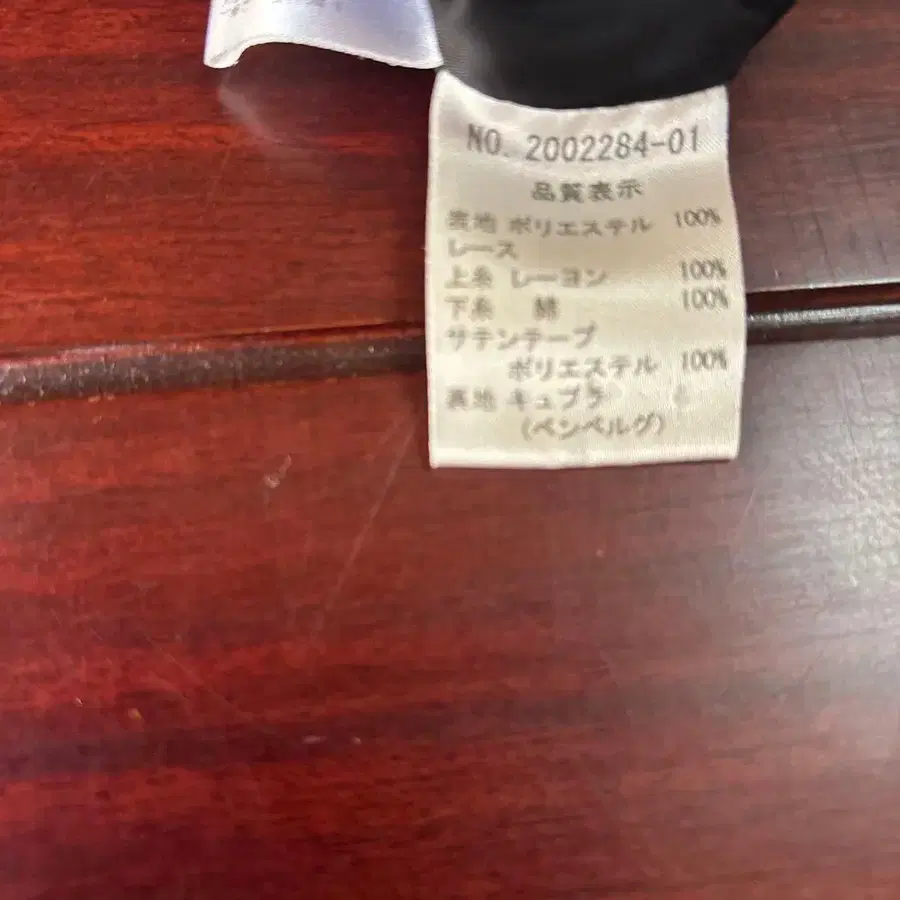 NO. 2002284-01
品質表示
表地 ポリエステル 100%
レース
上糸 レーヨン 100%
下糸 綿 100%
サテンテープ
ポリエステル 100%
裏地 キュプラ
(ベンベルグ)